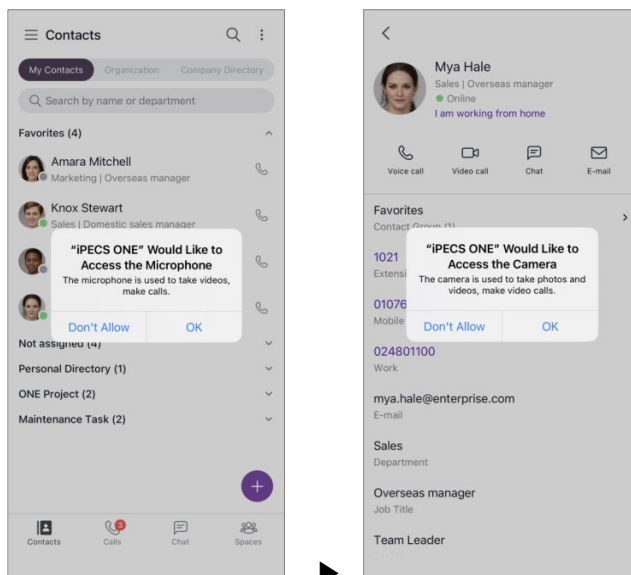 Contacts
My Contacts Organization Company Directory
Search by name or department
Favorites (4)
Amara Mitchell
Marketing | Overseas manager
Knox Stewart
Sales | Domestic sales manager
“iPECS ONE” Would Like to
Access the Microphone
The microphone is used to take videos,
make calls.
Don't Allow OK
Not assigned (4)
Personal Directory (1)
ONE Project (2)
Maintenance Task (2)
3
Contacts Calls Chat Spaces
Mya Hale
Sales | Overseas manager
Online
I am working from home
Voice call Video call Chat E-mail
Favorites
Contact Group (1)
1021
“iPECS ONE” Would Like to
Access the Camera
The camera is used to take photos and
videos, make video calls.
Don't Allow OK
01076
Mobile
024801100
Work
mya.hale@enterprise.com
E-mail
Sales
Department
Overseas manager
Job Title
Team Leader